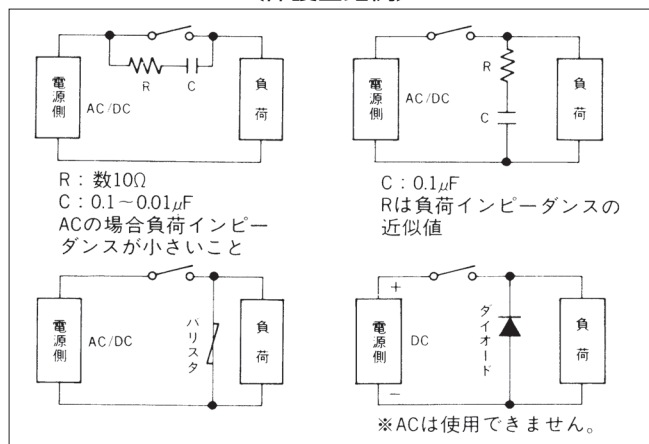 電源側
AC/DC
R
C
負荷
R：数10Ω
C：0.1～0.01μF
ACの場合負荷インピー
ダンスが小さいこと
電源側
AC/DC
R
C
負荷
C：0.1μF
Rは負荷インピーダンスの
近似値
電源側
AC/DC
バリスタ
負荷
電源側
+
DC
−
ダイオード
負荷
※ACは使用できません。